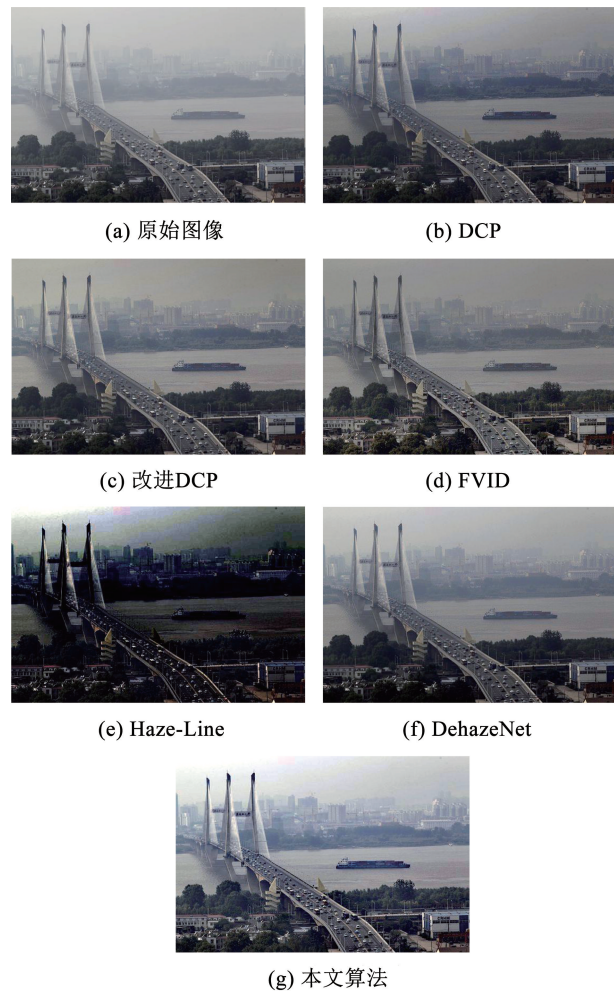 (a) 原始图像
(b) DCP
(c) 改进DCP
(d) FVID
(e) Haze-Line
(f) DehazeNet
(g) 本文算法